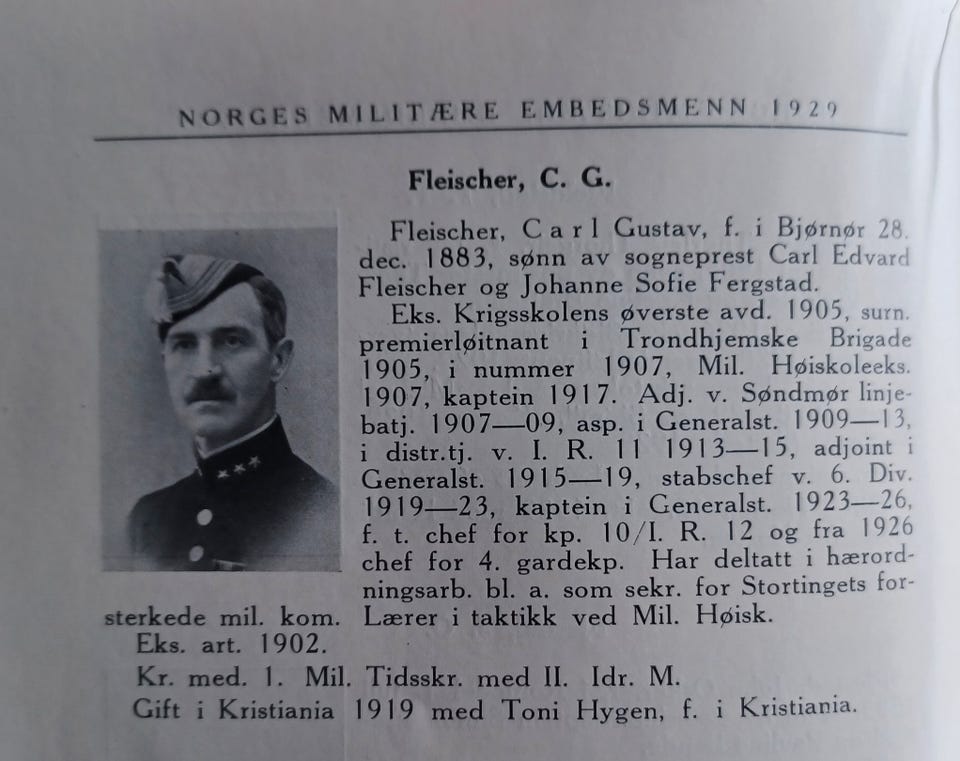 NORGES MILITÆRE EMBEDSMENN 1929
Fleischer, C. G.
Fleischer, Carl Gustav, f. i Bjørnør 28.
dec. 1883, sønn av sogneprest Carl Edvard
Fleischer og Johanne Sofie Fergstad.
Eks. Krigsskolens øverste avd. 1905, surn.
premierløitnant i Trondhjemske Brigade
1905, i nummer 1907, Mil. Høiskoleeks.
1907, kaptein 1917. Adj. v. Søndmør linje-
batj. 1907—09, asp. i Generalst. 1909—13,
i distr.tj. v. I. R. 11 1913—15, adjoint i
Generalst. 1915—19, stabschef v. 6. Div.
1919—23, kaptein i Generalst. 1923—26,
f. t. chef for kp. 10/I. R. 12 og fra 1926
chef for 4. gardekp. Har deltatt i hærord-
ningsarb. bl. a. som sekr. for Stortingets for-
sterkede mil. kom. Lærer i taktikk ved Mil. Høisk.
Eks. art. 1902.
Kr. med. 1. Mil. Tidsskr. med II. Idr. M.
Gift i Kristiania 1919 med Toni Hygen, f. i Kristiania.